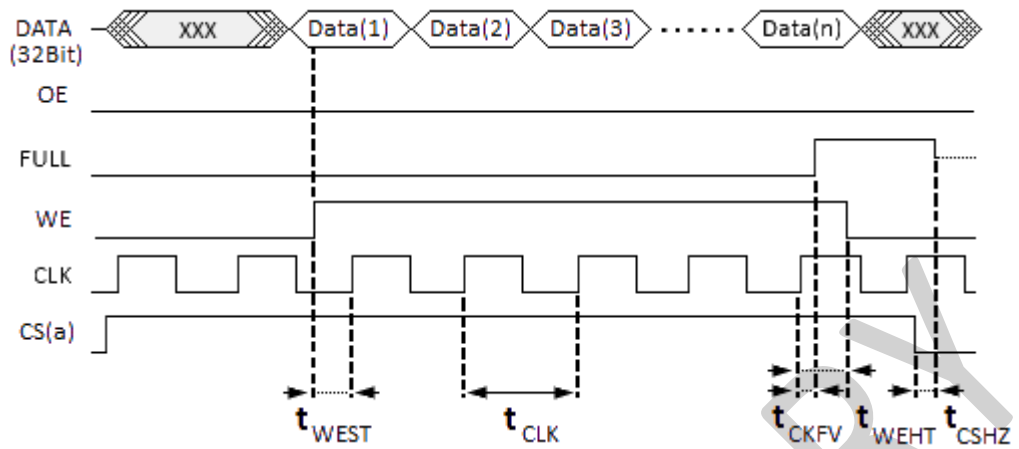 DATA XXX Data(1) Data(2) Data(3) Data(n) XXX
(32Bit)
OE
FULL
WE
CLK
CS(a)
tWEST tCLK tCKFV tWEHT tCSHZ